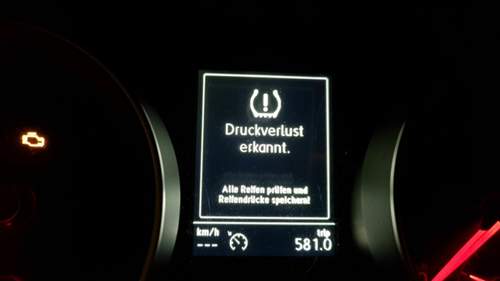 Druckverlust
erkannt.
Alle Reifen prüfen und
Reifendrücke speichern!
km/h
trip
---
581.0